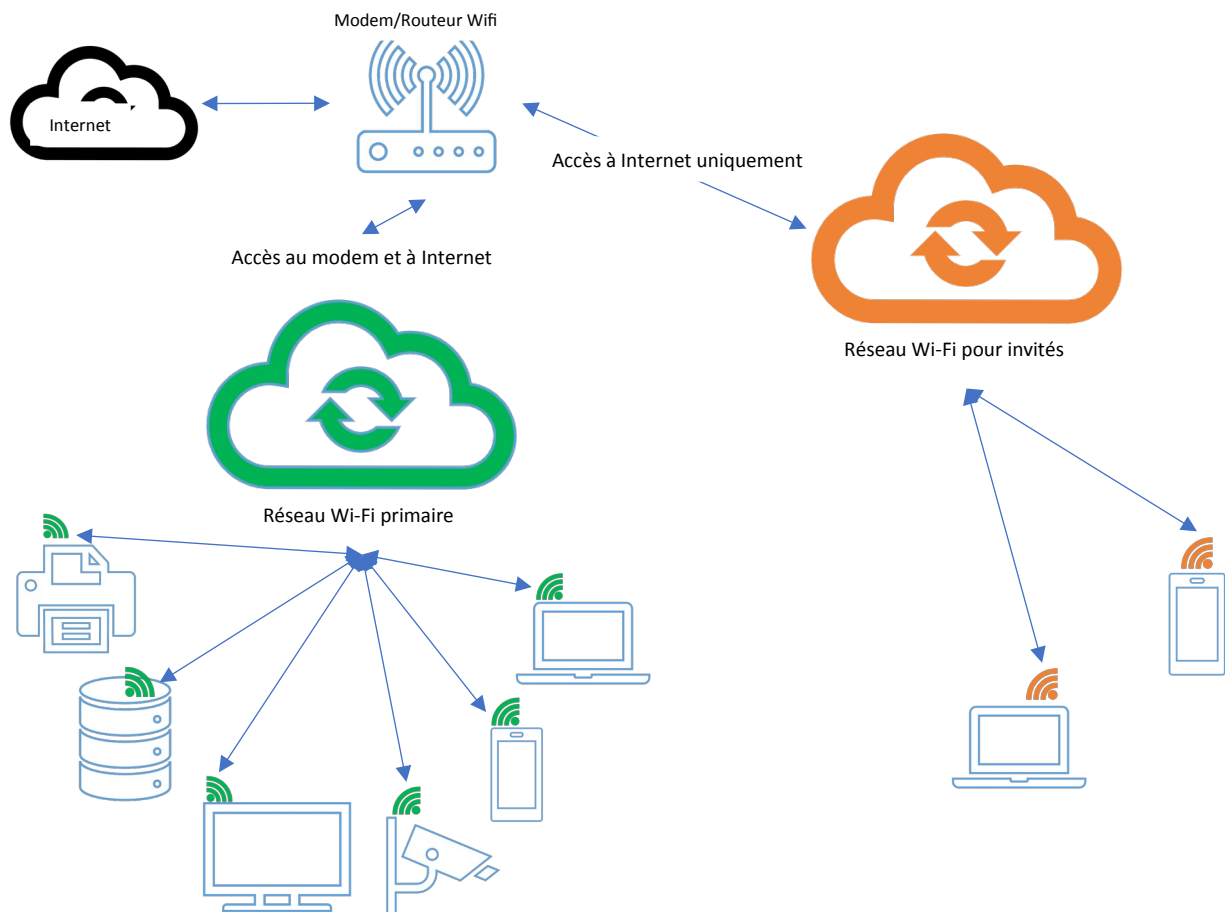 Modem/Routeur Wifi
Internet
Accès à Internet uniquement
Accès au modem et à Internet
Réseau Wi-Fi pour invités
Réseau Wi-Fi primaire